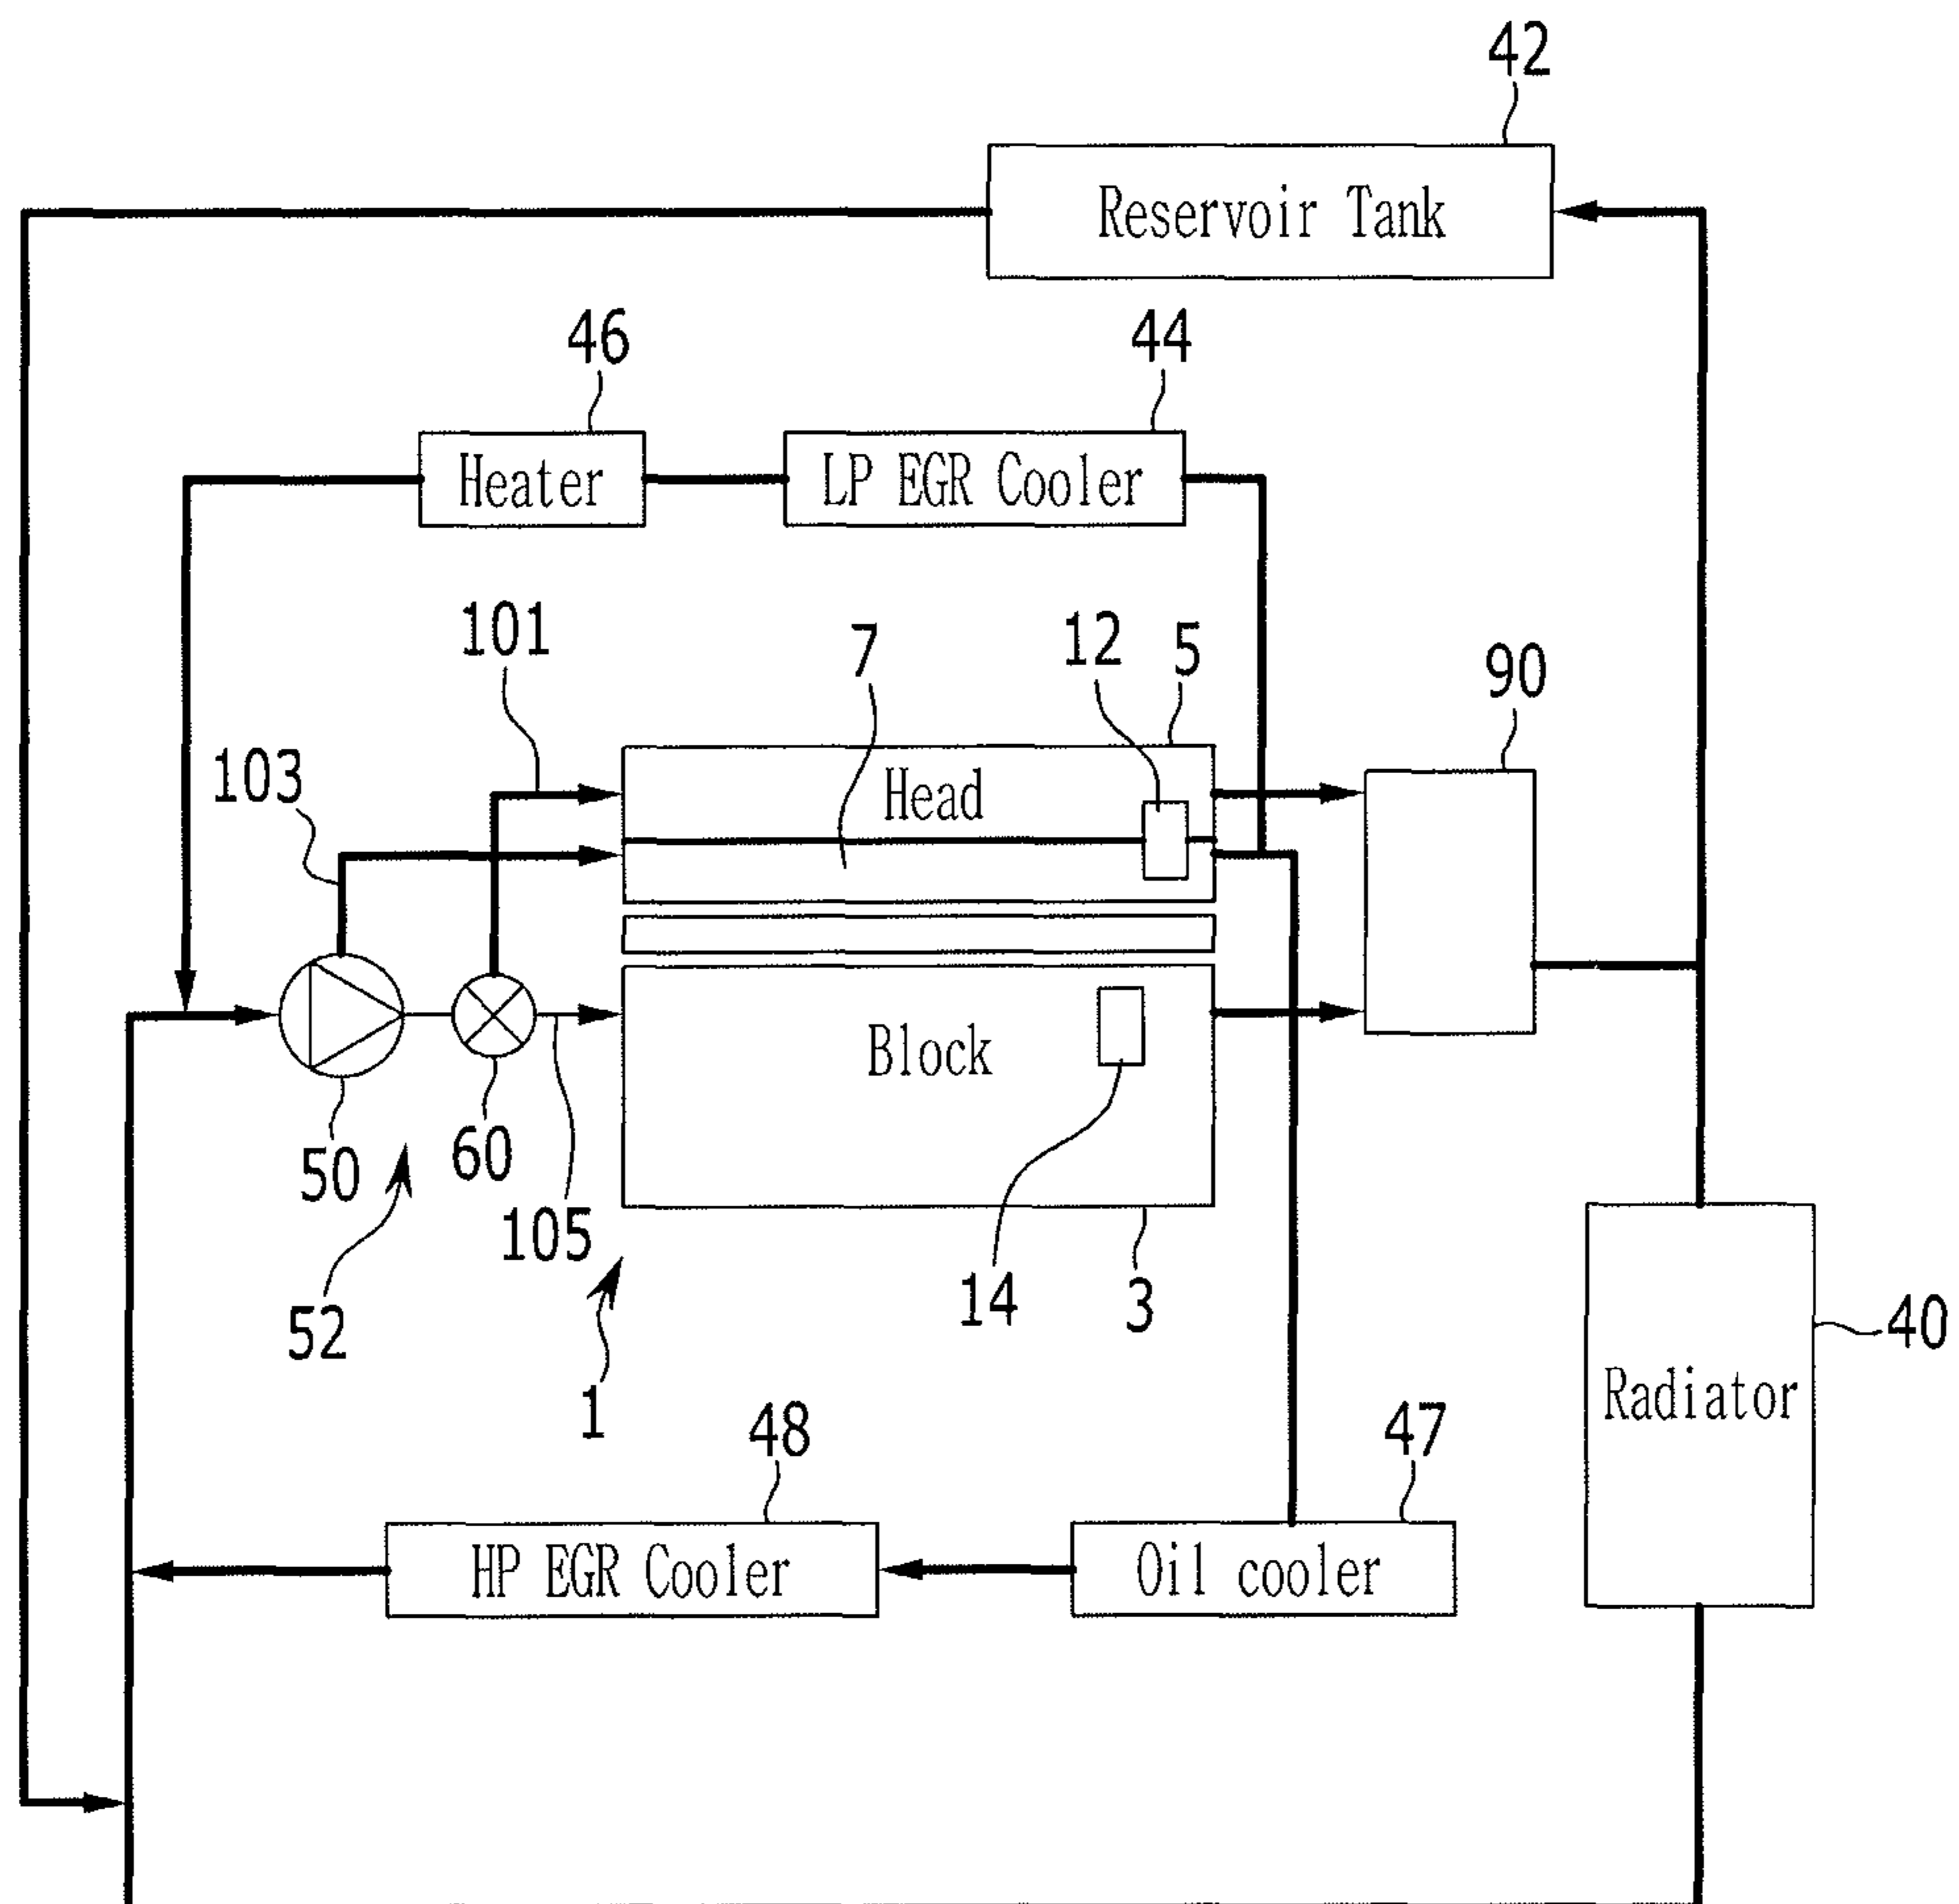 42
Reservoir Tank
46
44
Heater
LP EGR Cooler
101
7
12
5
90
103
Head
Block
50
60
105
52
14
3
1
40
Radiator
48
47
HP EGR Cooler
Oil cooler